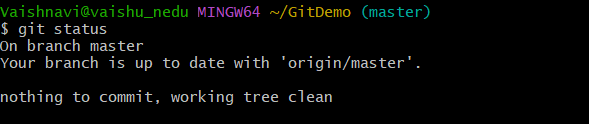 Vaishnavi@vaishu_nedu MINGW64 ~/GitDemo (master)
$ git status
On branch master
Your branch is up to date with 'origin/master'.
nothing to commit, working tree clean